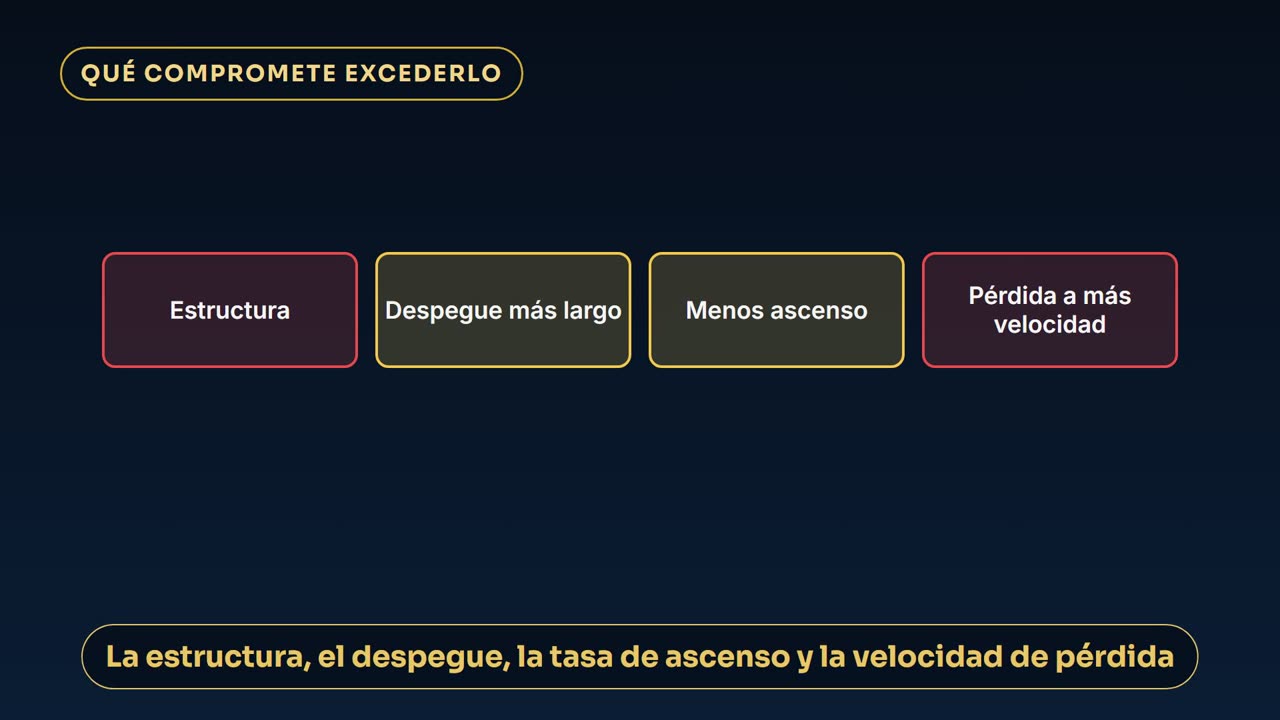 QUÉ COMPROMETE EXCEDERLO
Estructura
Despegue más largo
Menos ascenso
Pérdida a más
velocidad
La estructura, el despegue, la tasa de ascenso y la velocidad de pérdida